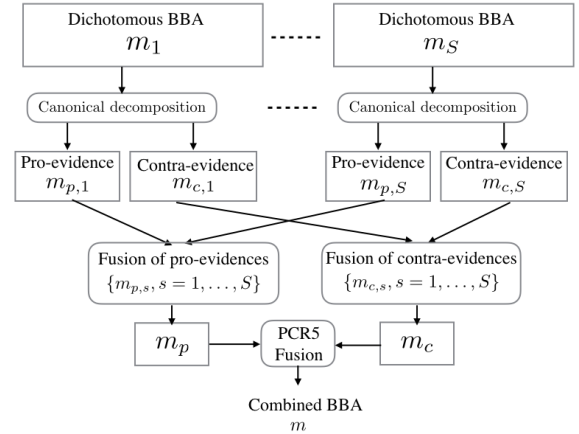 Dichotomous BBA
m_1
Dichotomous BBA
m_S
Canonical decomposition
Canonical decomposition
Pro-evidence
m_{p,1}
Contra-evidence
m_{c,1}
Pro-evidence
m_{p,S}
Contra-evidence
m_{c,S}
Fusion of pro-evidences
{m_{p,s}, s = 1, . . . , S}
Fusion of contra-evidences
{m_{c,s}, s = 1, . . . , S}
m_p
PCR5
Fusion
m_c
Combined BBA
m